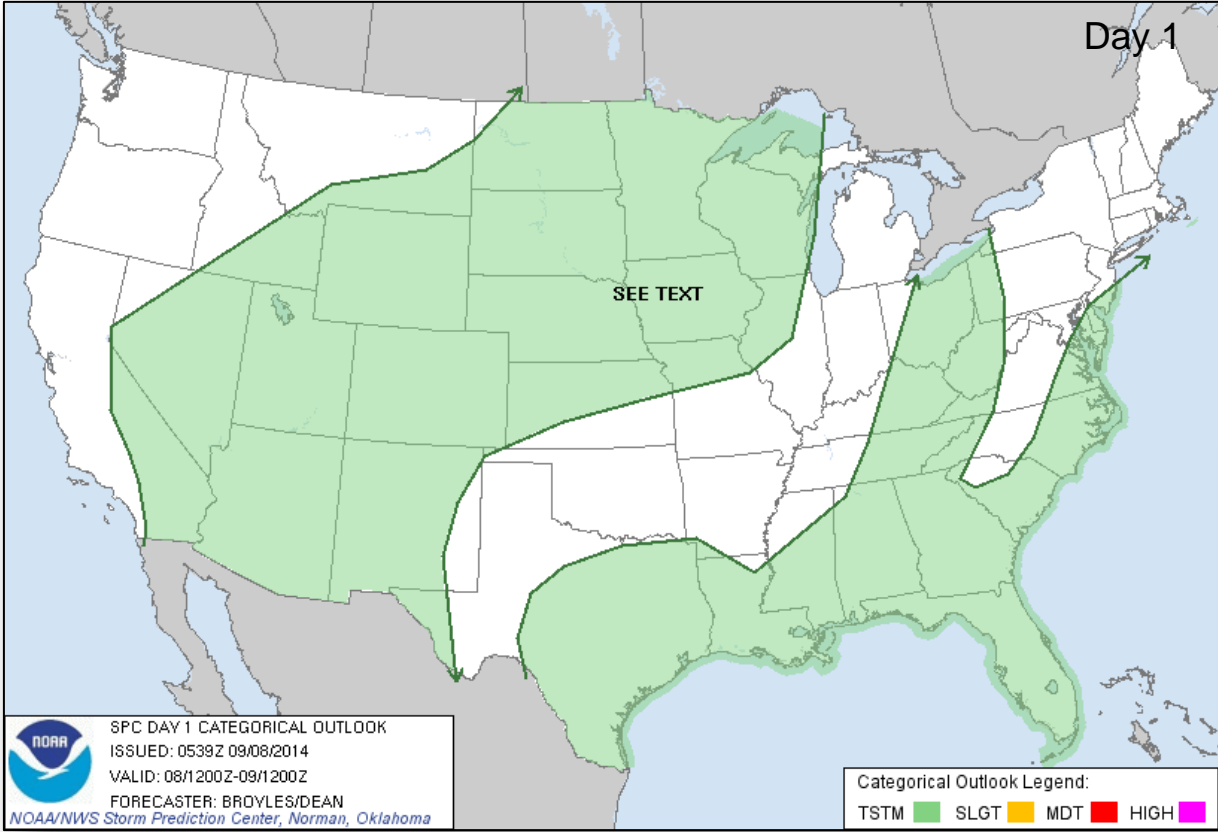 Day 1
SEE TEXT
NOAA
SPC DAY 1 CATEGORICAL OUTLOOK
ISSUED: 0539Z 09/08/2014
VALID: 08/1200Z-09/1200Z
FORECASTER: BROYLES/DEAN
NOAA/NWS Storm Prediction Center, Norman, Oklahoma
Categorical Outlook Legend:
TSTM SLGT MDT HIGH